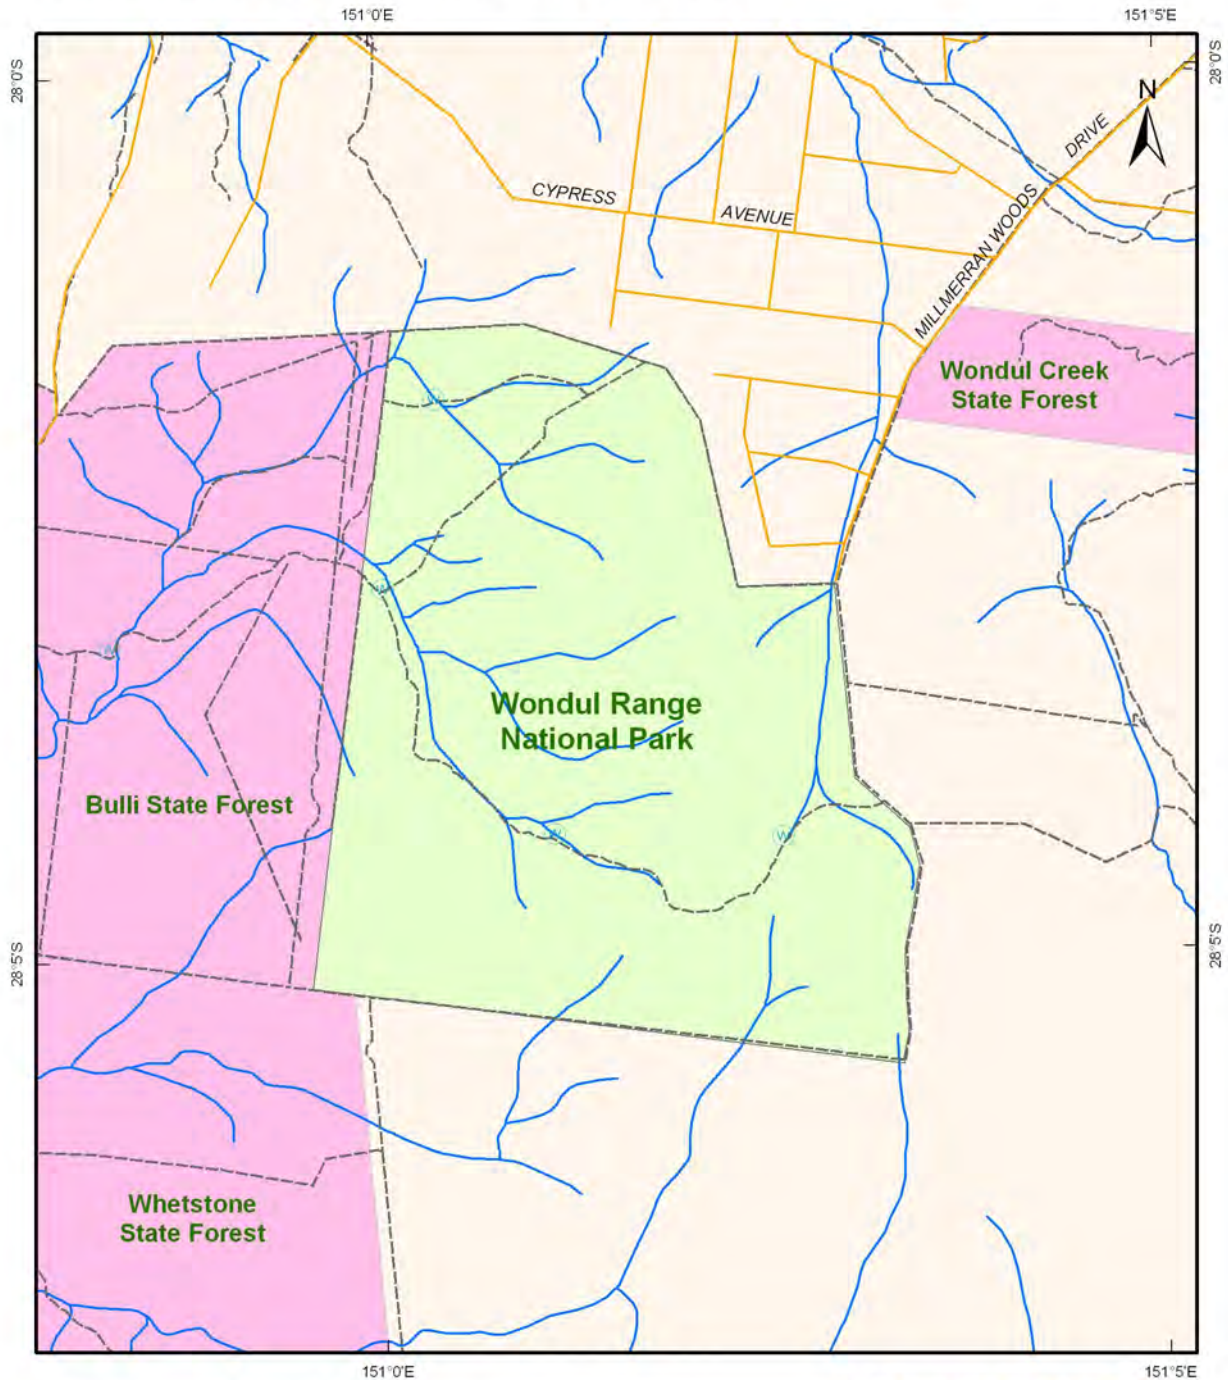 151°0'E
151°5'E
28°0'S
28°0'S
N
DRIVE
CYPRESS
AVENUE
MILLMERRAN WOODS
Wondul Creek
State Forest
W
W
W
Wondul Range
National Park
Bulli State Forest
W
W
28°5'S
28°5'S
Whetstone
State Forest
151°0'E
151°5'E